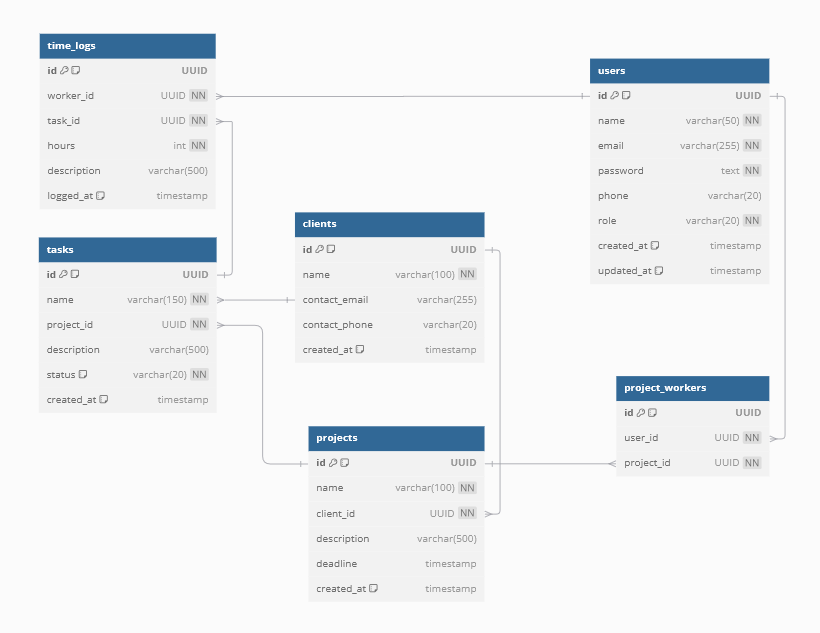 time_logs
id UUID
worker_id UUID NN
task_id UUID NN
hours int NN
description varchar(500)
logged_at timestamp
tasks
id UUID
name varchar(150) NN
project_id UUID NN
description varchar(500)
status varchar(20) NN
created_at timestamp
clients
id UUID
name varchar(100) NN
contact_email varchar(255)
contact_phone varchar(20)
created_at timestamp
projects
id UUID
name varchar(100) NN
client_id UUID NN
description varchar(500)
deadline timestamp
created_at timestamp
users
id UUID
name varchar(50) NN
email varchar(255) NN
password text NN
phone varchar(20)
role varchar(20) NN
created_at timestamp
updated_at timestamp
project_workers
id UUID
user_id UUID NN
project_id UUID NN